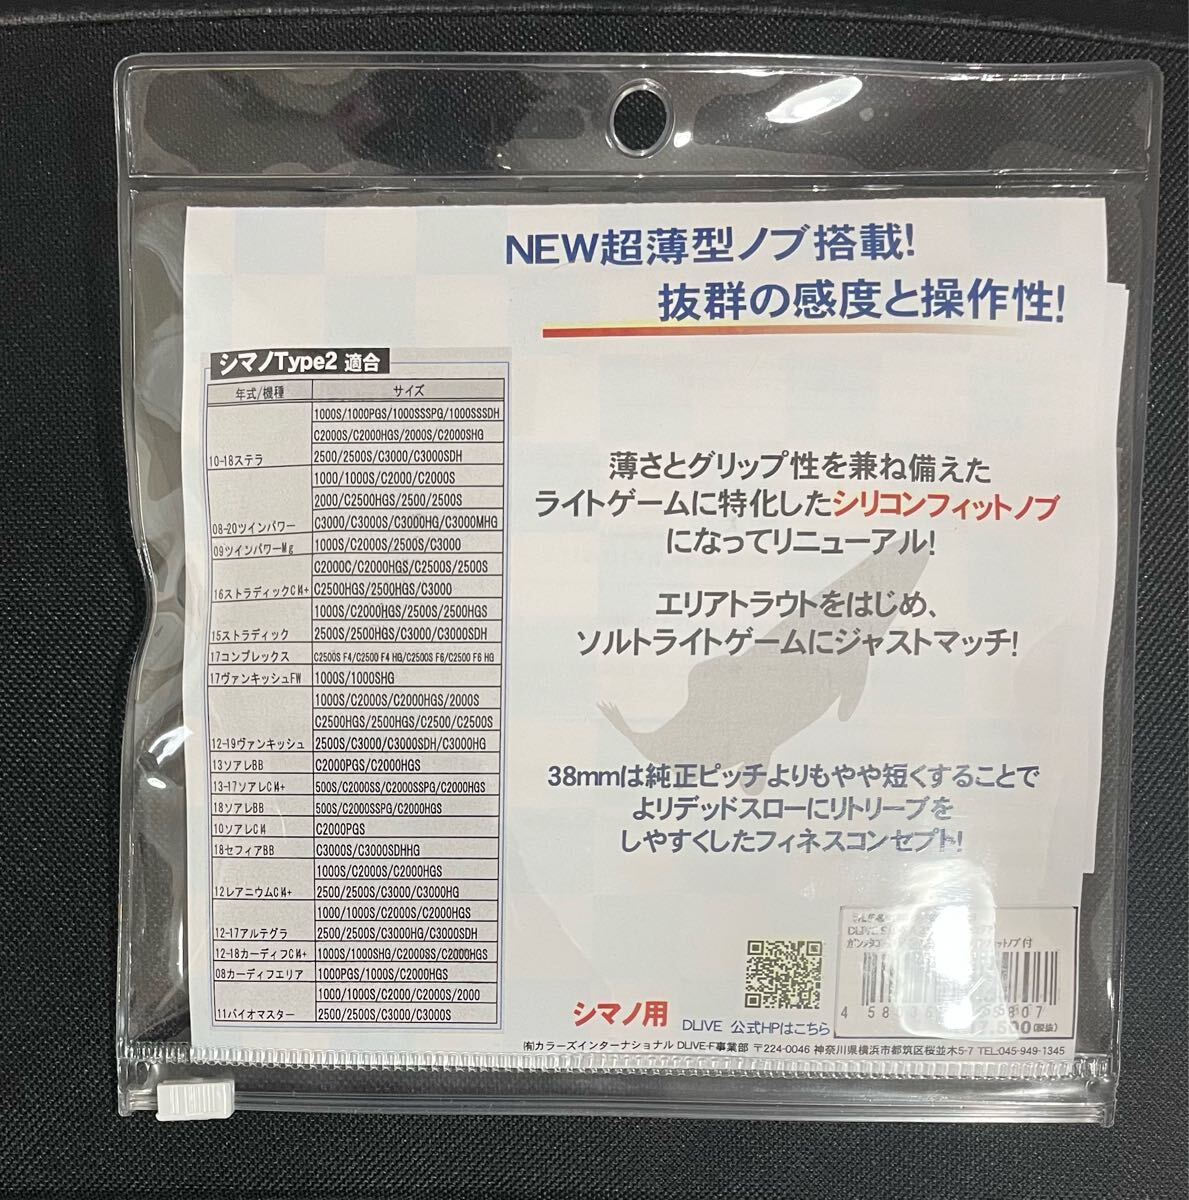 NEW超薄型ノブ搭載!
抜群の感度と操作性!
シマノType2 適合
年式/機種 サイズ
1000S/1000PGS/1000SSSPG/1000SSSDH
C2000S/C2000HGS/2000S/C2000SHG
10-18ステラ 2500/2500S/C3000/C3000SDH
1000/1000S/C2000/C2000S
2000/C2500HGS/2500/2500S
08-20ツインパワー C3000/C3000S/C3000HG/C3000MHG
09ツインパワーMg 1000S/C2000S/2500S/C3000
C2000C/C2000HGS/C2500S/2500S
16ストラディックCI4+ C2500HGS/2500HGS/C3000
1000S/C2000HGS/2500S/2500HGS
15ストラディック 2500S/2500HGS/C3000/C3000SDH
17コンプレックス C2500S F4/C2500 F4 HG/C2500S F6/C2500 F6 HG
17ヴァンキッシュFW 1000S/1000SHG
1000S/C2000S/C2000HGS/2000S
C2500HGS/2500HGS/C2500/C2500S
12-19ヴァンキッシュ 2500S/C3000/C3000SDH/C3000HG
13ソアレBB C2000PGS/C2000HGS
13-17ソアレCI4+ 500S/C2000SS/C2000SSPG/C2000HGS
18ソアレBB 500S/C2000SSPG/C2000HGS
10ソアレCI4 C2000PGS
18セフィアBB C3000S/C3000SDHHG
1000S/C2000S/C2000HGS
12レアニウムCI4+ 2500/2500S/C3000/C3000HG
1000/1000S/C2000S/C2000HGS
12-17アルテグラ 2500/2500S/C3000HG/C3000SDH
12-18カーディフCI4+ 1000S/1000SHG/C2000SS/C2000HGS
08カーディフエリア 1000PGS/1000S/C2000HGS
1000/1000S/C2000/C2000S/2000
11バイオマスター 2500/2500S/C3000/C3000S
薄さとグリップ性を兼ね備えた
ライトゲームに特化したシリコンフィットノブ
になってリニューアル!
エリアトラウトをはじめ、
ソルトライトゲームにジャストマッチ!
38mmは純正ピッチよりもやや短くすることで
よりデッドスローにリトリーブを
しやすくしたフィネスコンセプト!
DLIVE
ットノブ付
(税抜)
シマノ用
DLIVE 公式HPはこちら
㈲カラーズインターナショナル DLIVE-F事業部 〒224-0046 神奈川県横浜市都筑区桜並木5-7 TEL:045-949-1345